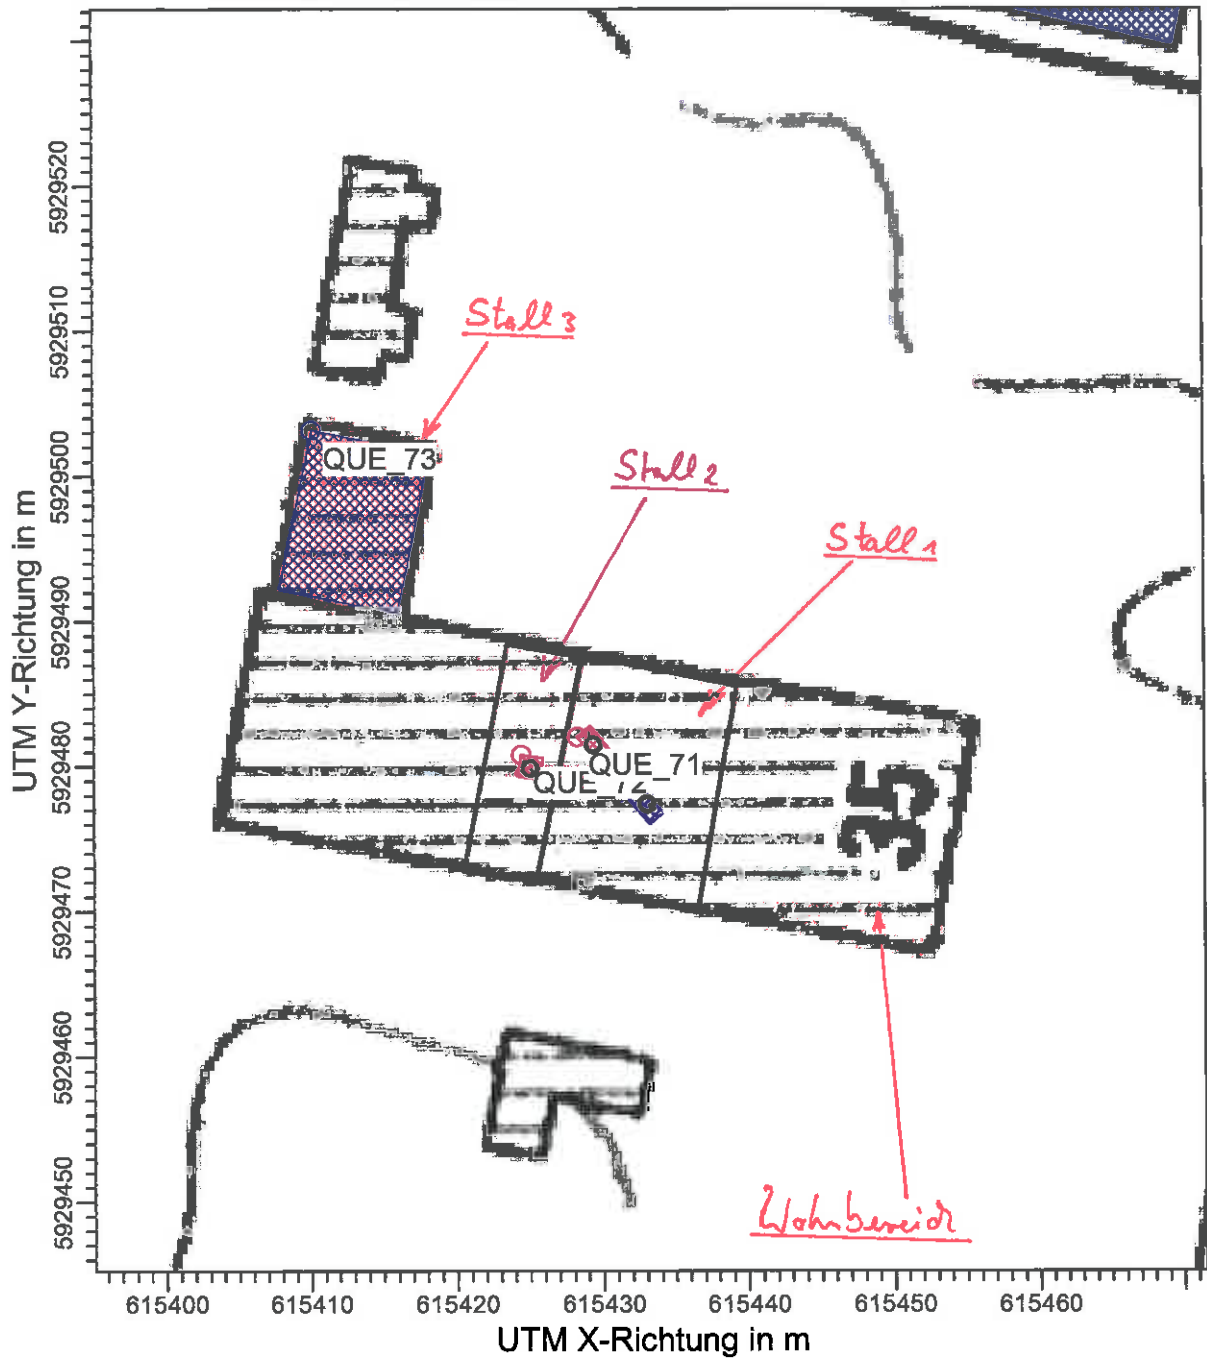 5929520
5929510
5929500
5929490
5929480
5929470
5929460
5929450
UTM Y-Richtung in m
Stall 3
QUE_73
Stall 2
Stall 1
QUE_71
QUE_72
35
Wohnbereich
615400 615410 615420 615430 615440 615450 615460
UTM X-Richtung in m